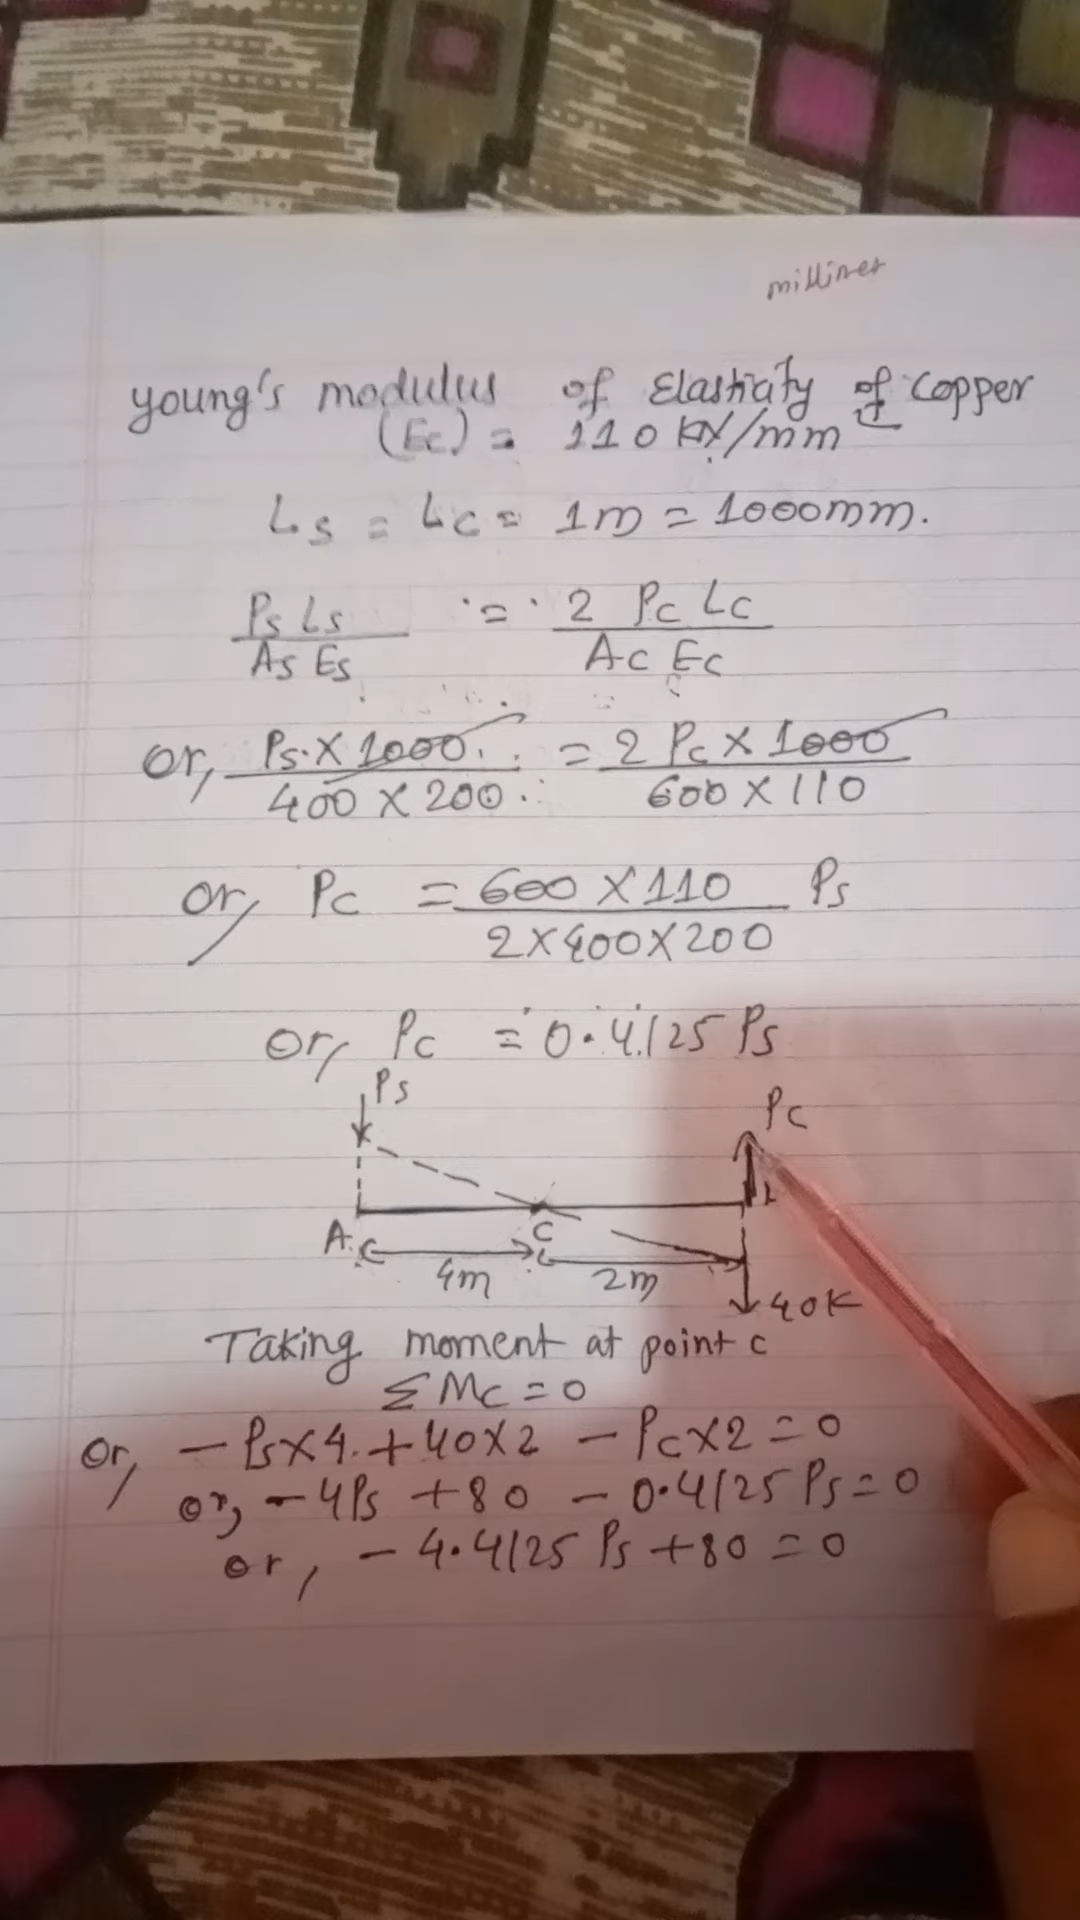 milliner
young's modulus of Elasticity of copper
(Ec) = 110 kN/mm²
Ls = Lc = 1m = 1000mm.
Ps Ls / As Es = 2 Pc Lc / Ac Ec
or, Ps × 1000 / 400 × 200 = 2 Pc × 1000 / 600 × 110
or, Pc = 600 × 110 / 2×400×200 Ps
or, Pc = 0.4125 Ps
Ps
Pc
A
C
4m
2m
40K
Taking moment at point c
ΣMc = 0
or, - Ps×4 + 40×2 - Pc×2 = 0
or, - 4Ps + 80 - 0.4125 Ps = 0
or, - 4.4125 Ps + 80 = 0